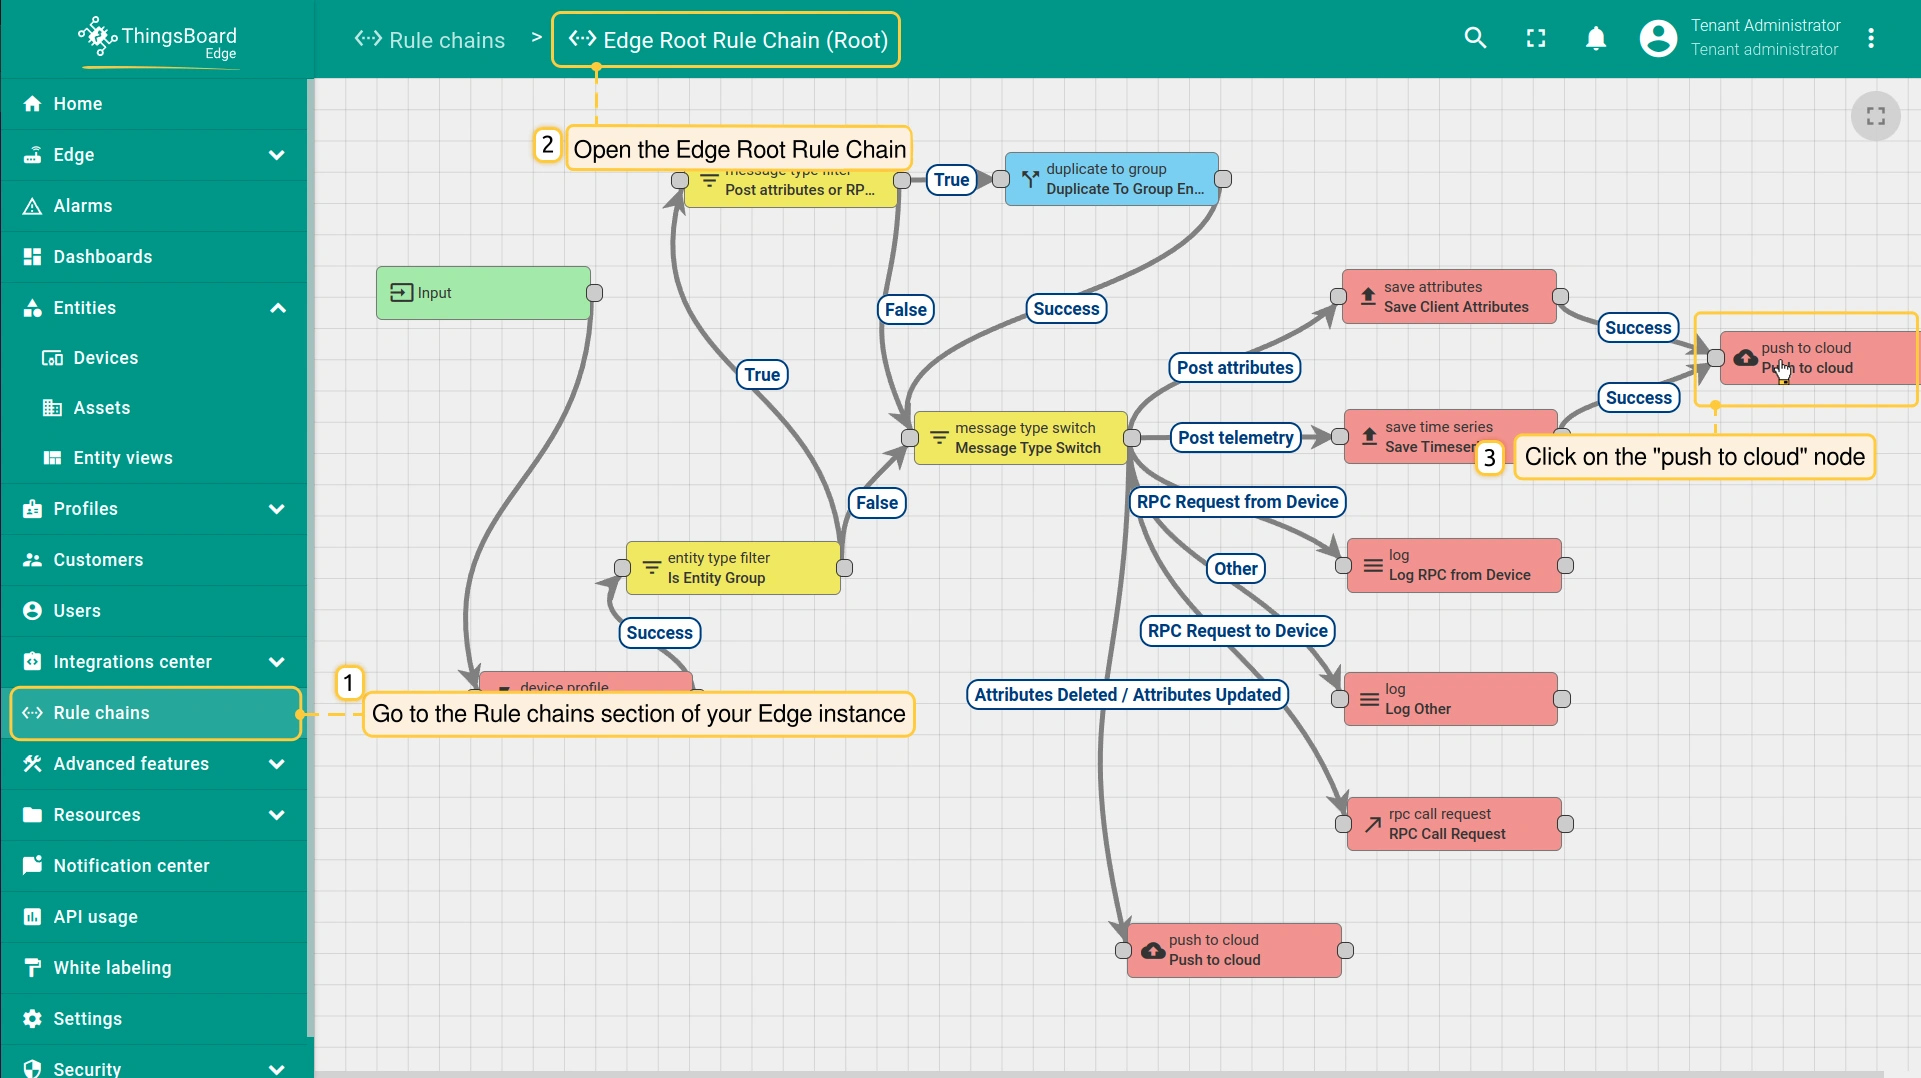 ThingsBoard
Edge
Rule chains > Edge Root Rule Chain (Root)
Tenant Administrator
Tenant administrator
Home
Edge
Alarms
Dashboards
Entities
Devices
Assets
Entity views
Profiles
Customers
Users
Integrations center
Rule chains
Advanced features
Resources
Notification center
API usage
White labeling
Settings
Security
2
Open the Edge Root Rule Chain
message type filter
Post attributes or RP...
True
duplicate to group
Duplicate To Group En...
Input
False
Success
True
save attributes
Save Client Attributes
Success
push to cloud
Push to cloud
Success
Post attributes
message type switch
Message Type Switch
Post telemetry
save time series
Save Timeseri
3
Click on the "push to cloud" node
False
RPC Request from Device
entity type filter
Is Entity Group
log
Log RPC from Device
Other
Success
RPC Request to Device
device profile
1
Go to the Rule chains section of your Edge instance
Attributes Deleted / Attributes Updated
log
Log Other
rpc call request
RPC Call Request
push to cloud
Push to cloud